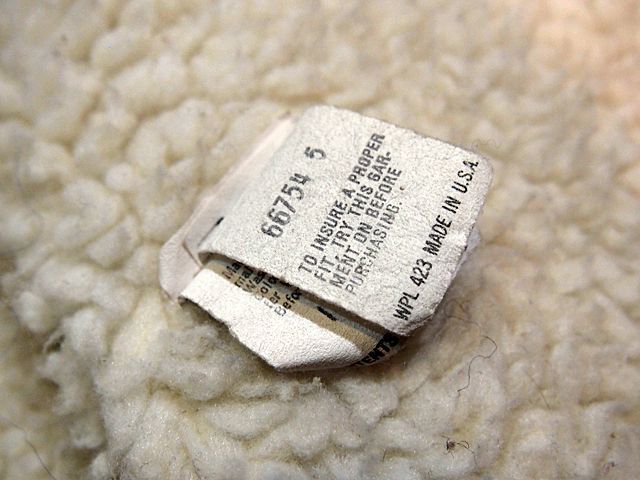 66754 5
TO INSURE A PROPER
FIT, TRY THIS GAR-
MENT ON BEFORE
PURCHASING.
WPL 423 MADE IN U.S.A.